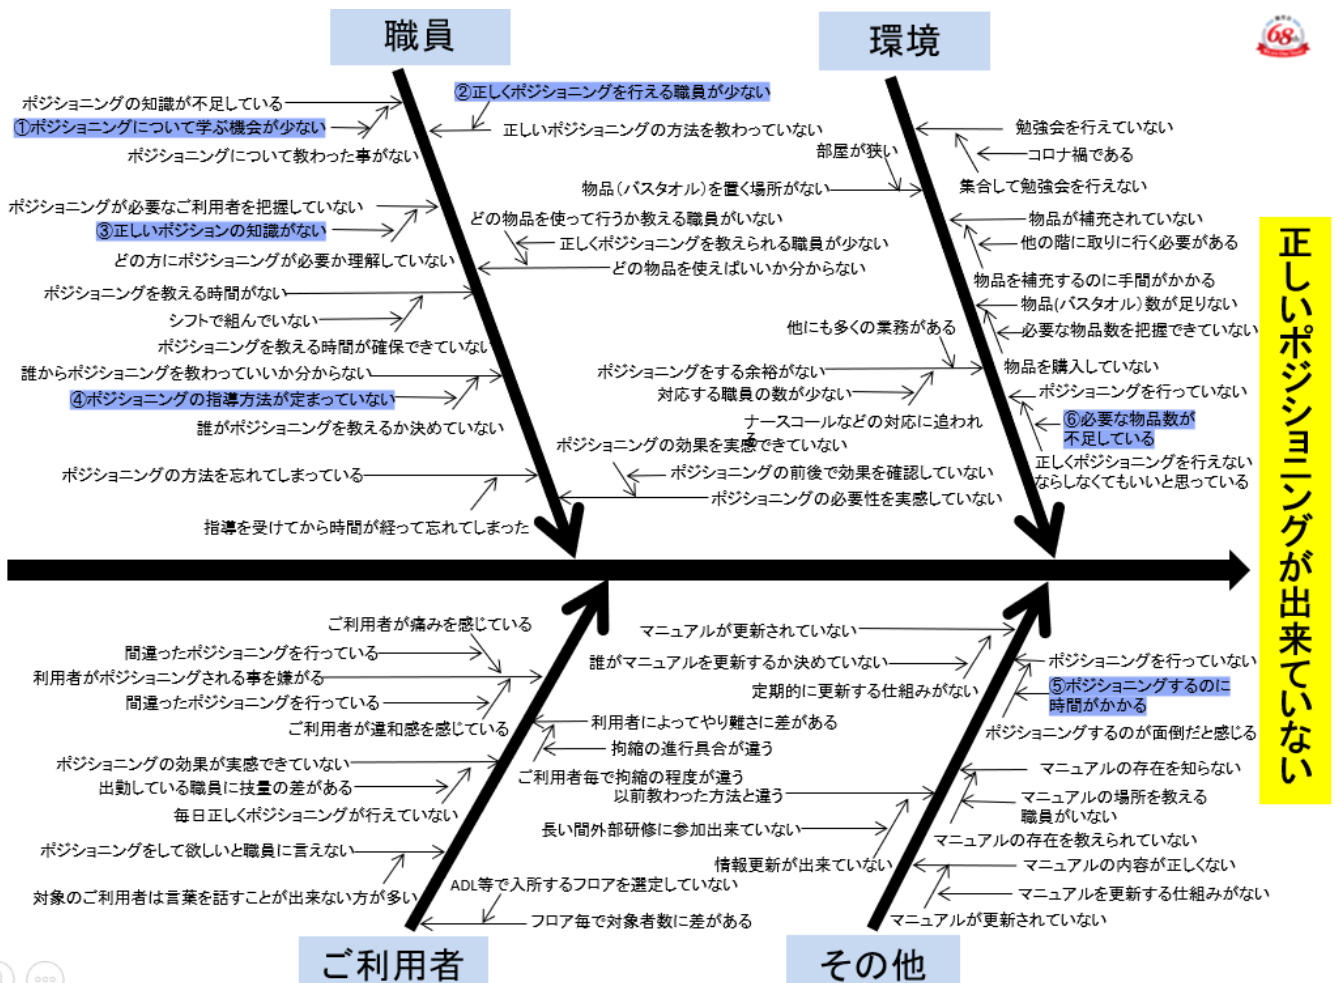 職員
環境
68th
ポジショニングの知識が不足している
①ポジショニングについて学ぶ機会が少ない
ポジショニングについて教わった事がない
②正しくポジショニングを行える職員が少ない
正しいポジショニングの方法を教わっていない
ポジショニングが必要なご利用者を把握していない
③正しいポジションの知識がない
どの方にポジショニングが必要か理解していない
どの物品を使って行うか教える職員がいない
正しくポジショニングを教えられる職員が少ない
どの物品を使えばいいか分からない
ポジショニングを教える時間がない
シフトで組んでいない
ポジショニングを教える時間が確保できていない
誰からポジショニングを教わっていいか分からない
④ポジショニングの指導方法が定まっていない
誰がポジショニングを教えるか決めていない
ポジショニングの方法を忘れてしまっている
指導を受けてから時間が経って忘れてしまった
ポジショニングの効果を実感できていない
ポジショニングの前後で効果を確認していない
ポジショニングの必要性を実感していない
勉強会を行えていない
コロナ禍である
集合して勉強会を行えない
部屋が狭い
物品(バスタオル)を置く場所がない
物品が補充されていない
他の階に取りに行く必要がある
物品を補充するのに手間がかかる
物品(バスタオル)数が足りない
必要な物品数を把握できていない
物品を購入していない
他にも多くの業務がある
ポジショニングをする余裕がない
対応する職員の数が少ない
ナースコールなどの対応に追われ
る
ポジショニングを行っていない
⑥必要な物品数が
不足している
正しくポジショニングを行えない
ならしなくてもいいと思っている
正しいポジショニングが出来ていない
ご利用者が痛みを感じている
間違ったポジショニングを行っている
利用者がポジショニングされる事を嫌がる
間違ったポジショニングを行っている
ご利用者が違和感を感じている
利用者によってやり難さに差がある
拘縮の進行具合が違う
ご利用者毎で拘縮の程度が違う
ポジショニングの効果が実感できていない
出勤している職員に技量の差がある
毎日正しくポジショニングが行えていない
ポジショニングをして欲しいと職員に言えない
対象のご利用者は言葉を話すことが出来ない方が多い
ADL等で入所するフロアを選定していない
フロア毎で対象者数に差がある
マニュアルが更新されていない
誰がマニュアルを更新するか決めていない
定期的に更新する仕組みがない
ポジショニングを行っていない
⑤ポジショニングするのに
時間がかかる
ポジショニングするのが面倒だと感じる
以前教わった方法と違う
長い間外部研修に参加出来ていない
情報更新が出来ていない
マニュアルの存在を知らない
マニュアルの場所を教える
職員がいない
マニュアルの存在を教えられていない
マニュアルの内容が正しくない
マニュアルを更新する仕組みがない
マニュアルが更新されていない
ご利用者
その他